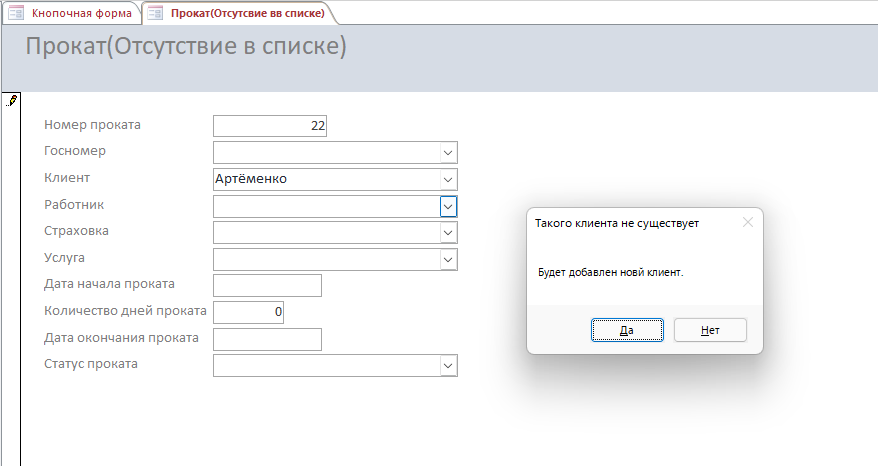 Кнопочная форма
Прокат(Отсутсвие вв списке)
Прокат(Отсутствие в списке)
Номер проката 22
Госномер
Клиент Артёменко
Работник
Страховка
Услуга
Дата начала проката
Количество дней проката 0
Дата окончания проката
Статус проката
Такого клиента не существует
Будет добавлен новй клиент.
Да Нет